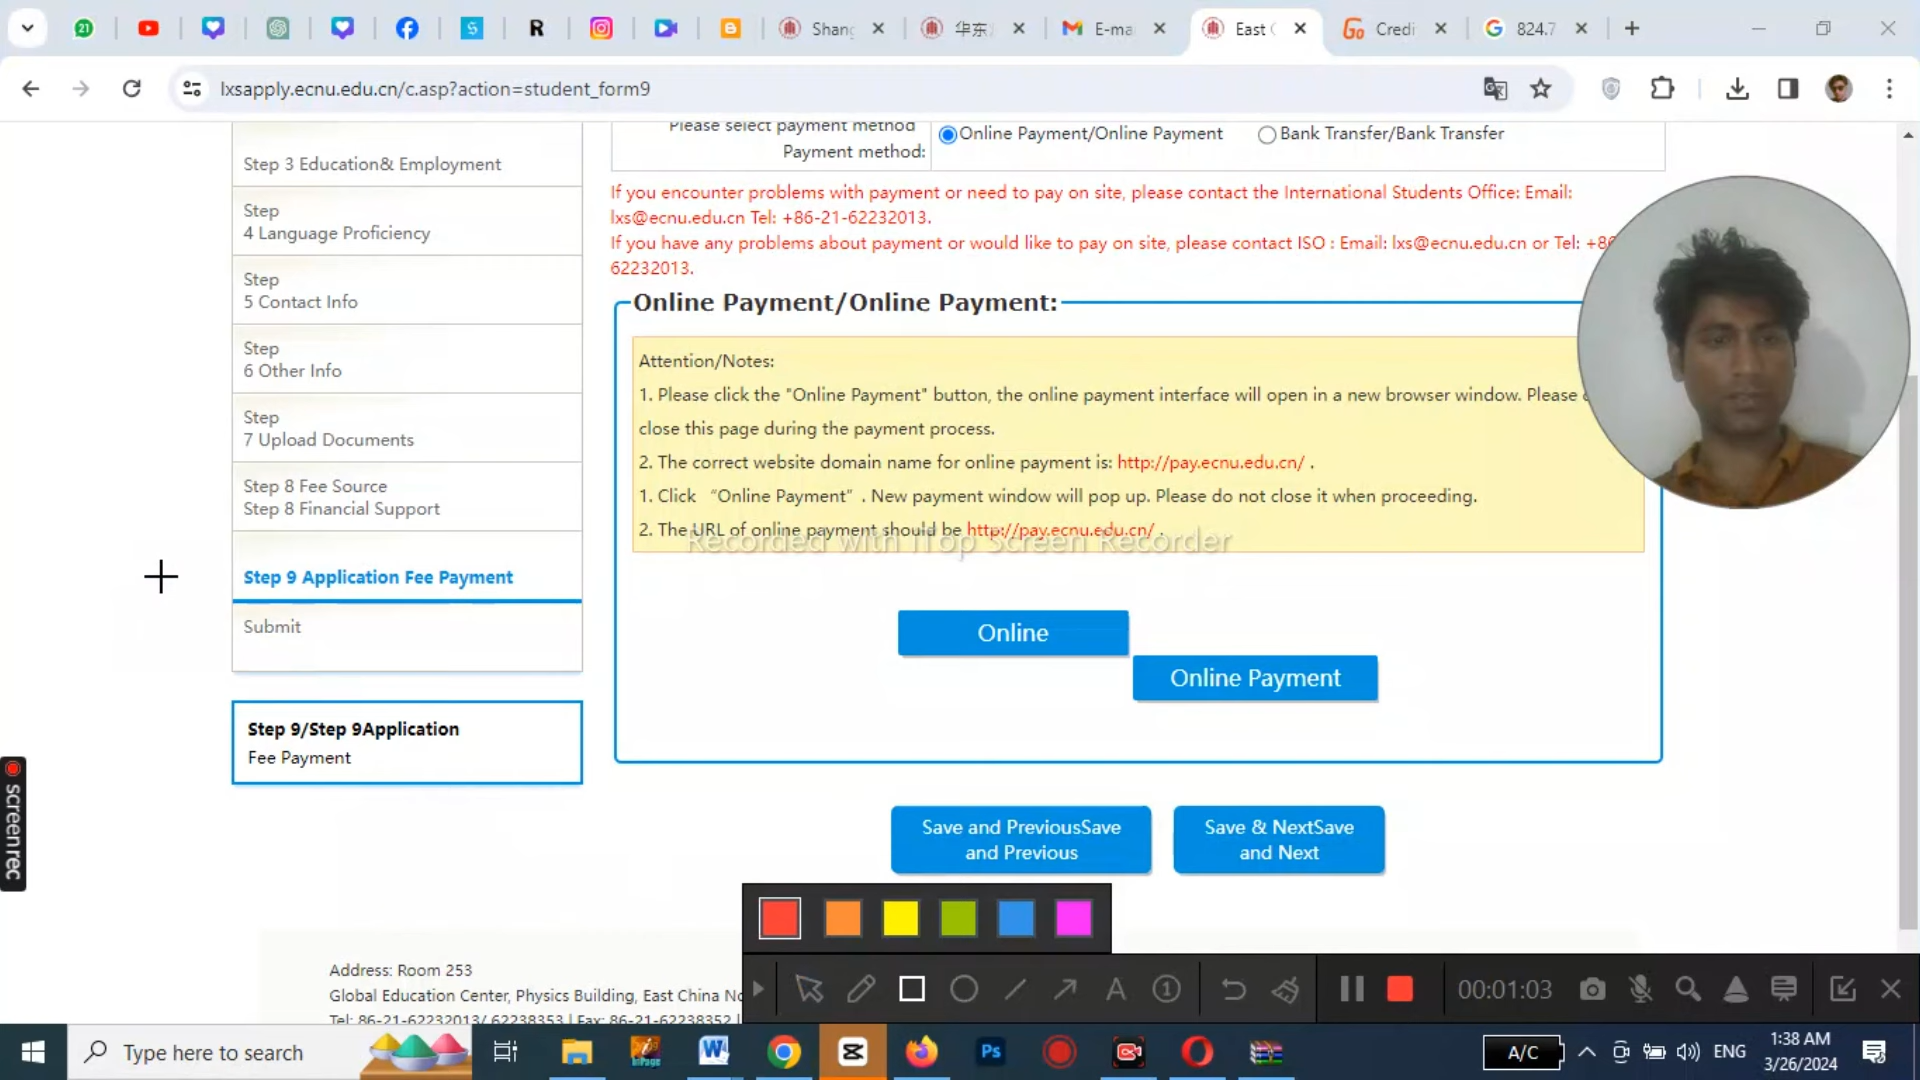 21
Shang
华东
E-ma
East C
Credi
824.7
lxsapply.ecnu.edu.cn/c.asp?action=student_form9
Please select payment method
Payment method:
Online Payment/Online Payment
Bank Transfer/Bank Transfer
If you encounter problems with payment or need to pay on site, please contact the International Students Office: Email:
lxs@ecnu.edu.cn Tel: +86-21-62232013.
If you have any problems about payment or would like to pay on site, please contact ISO : Email: lxs@ecnu.edu.cn or Tel: +86
62232013.
Step 3 Education& Employment
Step
4 Language Proficiency
Step
5 Contact Info
Step
6 Other Info
Step
7 Upload Documents
Step 8 Fee Source
Step 8 Financial Support
Step 9 Application Fee Payment
Submit
Step 9/Step 9Application
Fee Payment
Online Payment/Online Payment:
Attention/Notes:
1. Please click the "Online Payment" button, the online payment interface will open in a new browser window. Please
close this page during the payment process.
2. The correct website domain name for online payment is: http://pay.ecnu.edu.cn/ .
1. Click “Online Payment” . New payment window will pop up. Please do not close it when proceeding.
2. The URL of online payment should be http://pay.ecnu.edu.cn/ .
Recorded with iTop Screen Recorder
Online
Online Payment
Save and PreviousSave
and Previous
Save & NextSave
and Next
screenrec
Address: Room 253
Global Education Center, Physics Building, East China No
Tel: 86-21-62232013/ 62238353 | Fax: 86-21-62238352 |
00:01:03
Type here to search
A/C
ENG
1:38 AM
3/26/2024